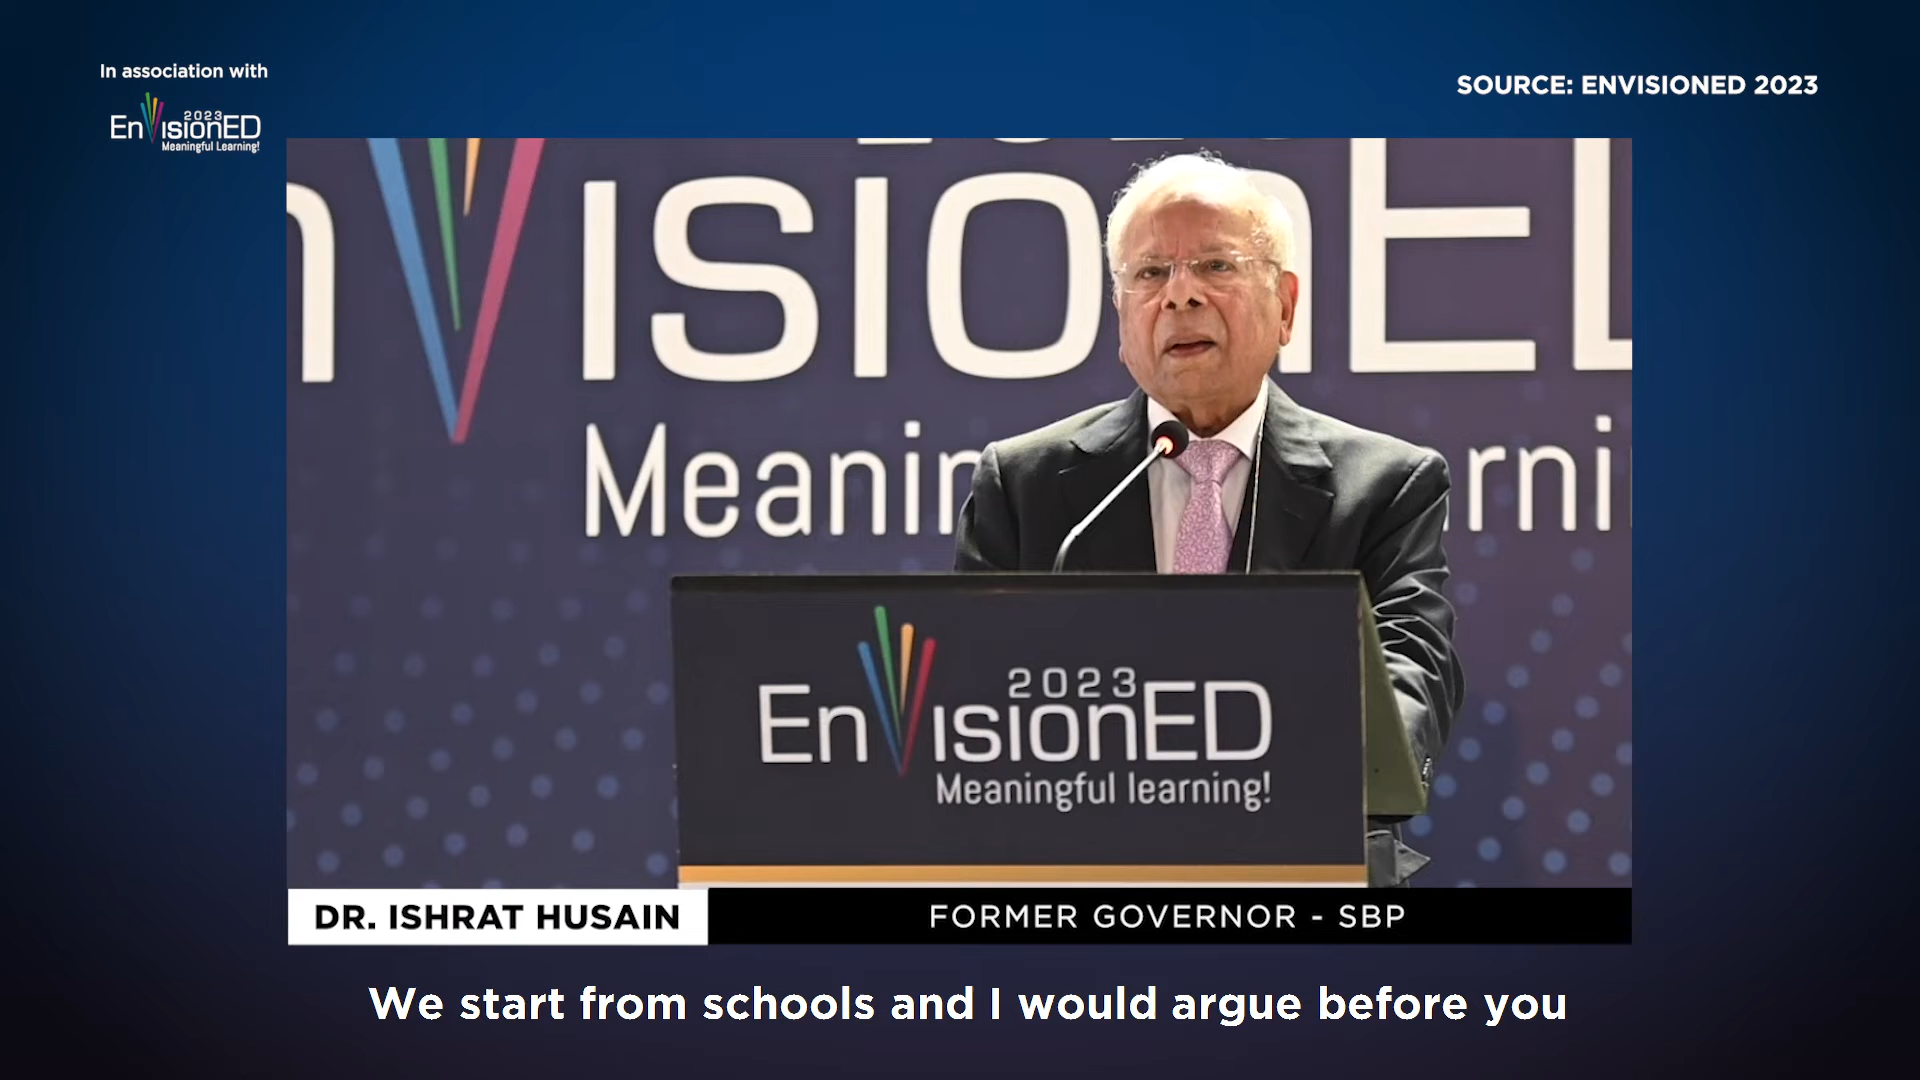 In association with
2023
EnVisionED
Meaningful Learning!
SOURCE: ENVISIONED 2023
nVisionED
Meanin
rni
2023
EnVisionED
Meaningful learning!
DR. ISHRAT HUSAIN
FORMER GOVERNOR - SBP
We start from schools and I would argue before you